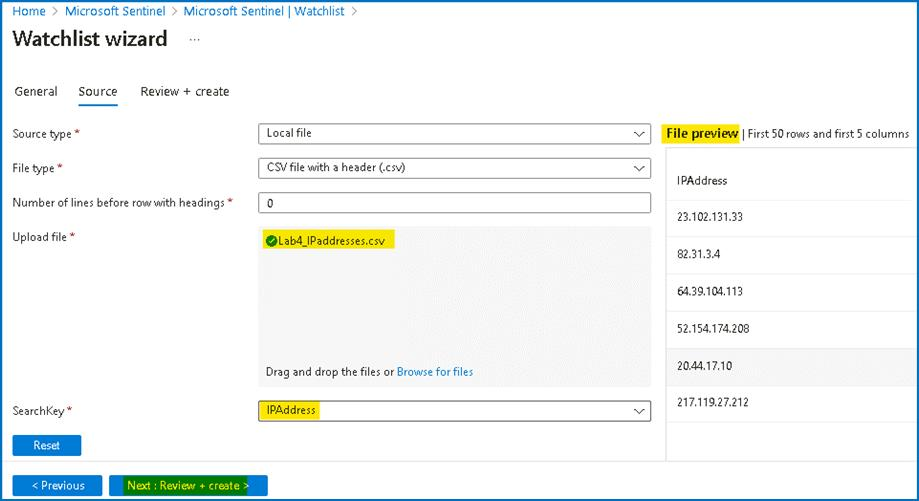 Home > Microsoft Sentinel > Microsoft Sentinel | Watchlist >
Watchlist wizard ...
General Source Review + create
Source type * Local file
File type * CSV file with a header (.csv)
Number of lines before row with headings * 0
Upload file * Lab4_IPaddresses.csv
Drag and drop the files or Browse for files
SearchKey * IPAddress
Reset
< Previous Next : Review + create >
File preview | First 50 rows and first 5 columns
IPAddress
23.102.131.33
82.31.3.4
64.39.104.113
52.154.174.208
20.44.17.10
217.119.27.212